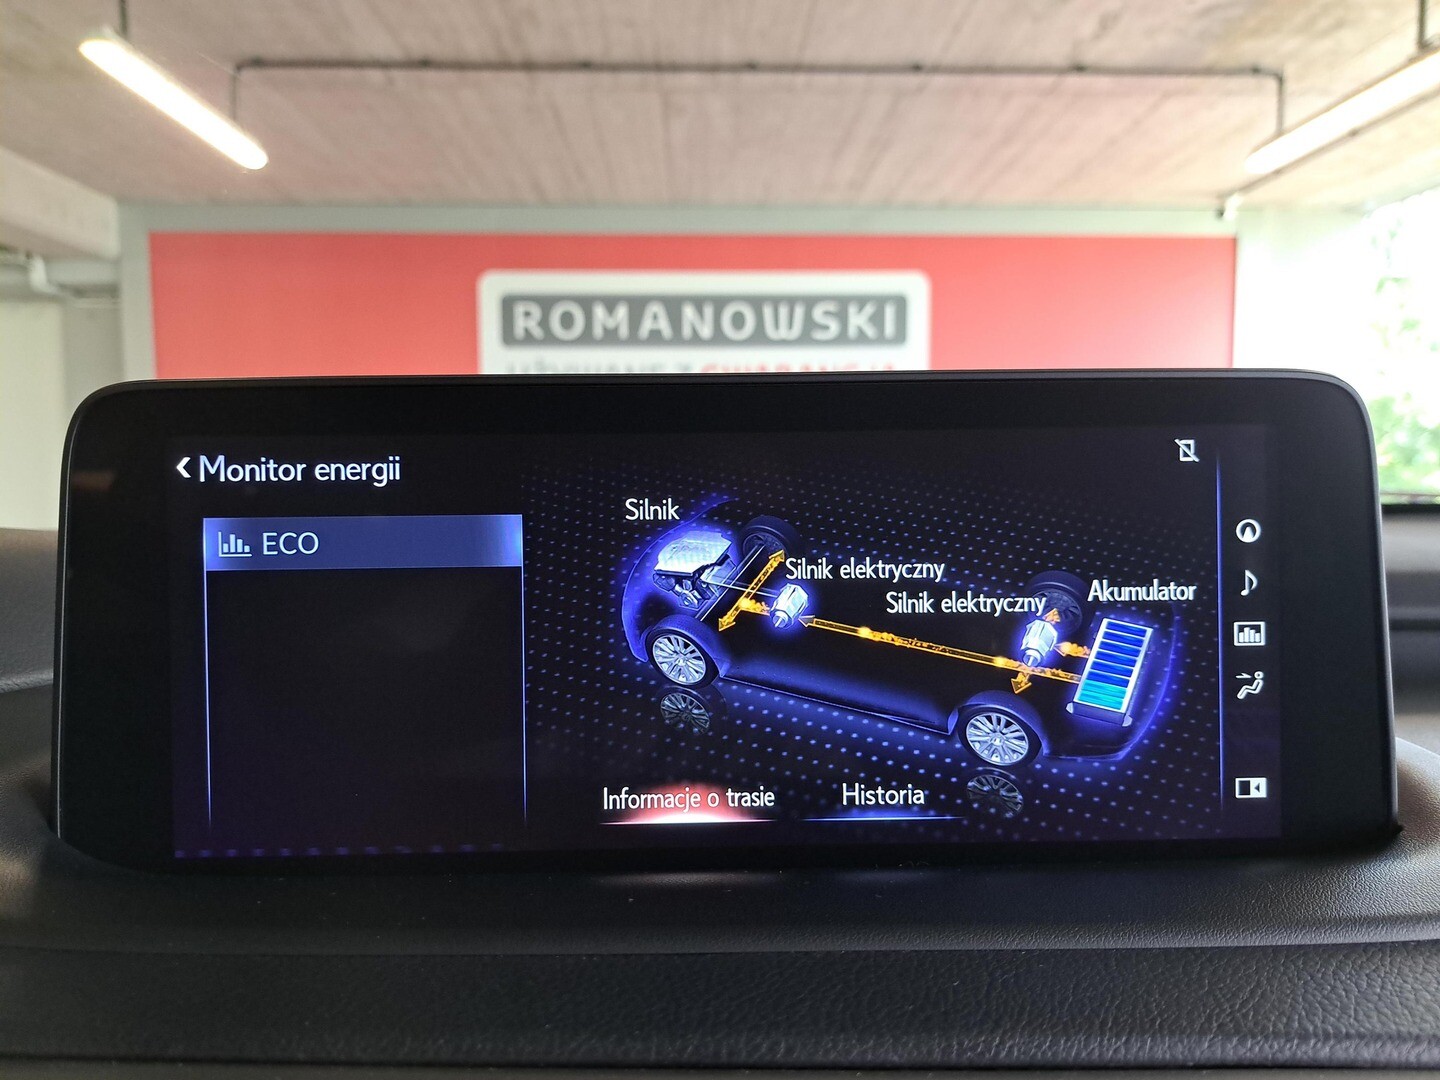 ROMANOWSKI
Monitor energii
ECO
Silnik
Silnik elektryczny
Silnik elektryczny
Akumulator
Informacje o trasie
Historia